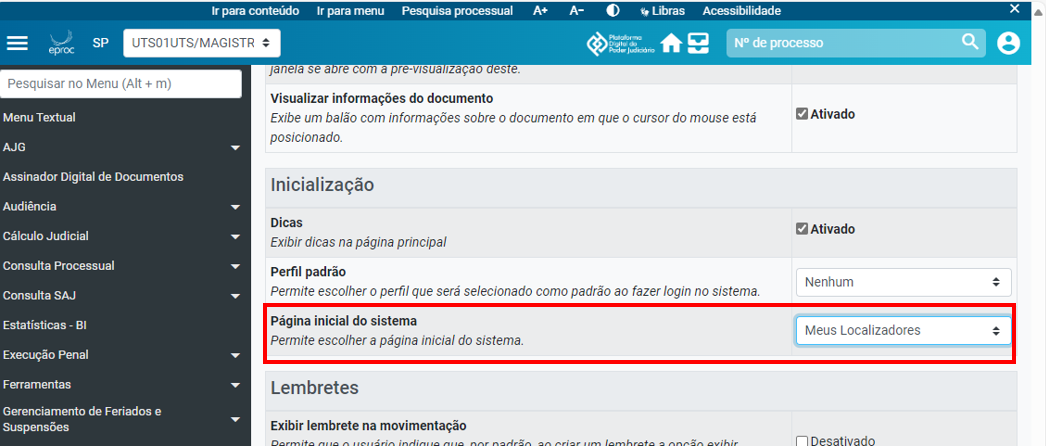 Ir para conteúdo Ir para menu Pesquisa processual A+ A− Libras Acessibilidade ×
eproc SP UTS01UTS/MAGISTR Plataforma Digital do Poder Judiciário Nº de processo
Pesquisar no Menu (Alt + m)
Menu Textual
AJG
Assinador Digital de Documentos
Audiência
Cálculo Judicial
Consulta Processual
Consulta SAJ
Estatísticas - BI
Execução Penal
Ferramentas
Gerenciamento de Feriados e
Suspensões
janela se abre com a pré-visualização deste.
Visualizar informações do documento
Exibe um balão com informações sobre o documento em que o cursor do mouse está
posicionado.
Ativado
Inicialização
Dicas
Exibir dicas na página principal
Ativado
Perfil padrão
Permite escolher o perfil que será selecionado como padrão ao fazer login no sistema.
Nenhum
Página inicial do sistema
Permite escolher a página inicial do sistema.
Meus Localizadores
Lembretes
Exibir lembrete na movimentação
Permite que o usuário indique que, por padrão, ao criar um lembrete a opção exibir
Desativado